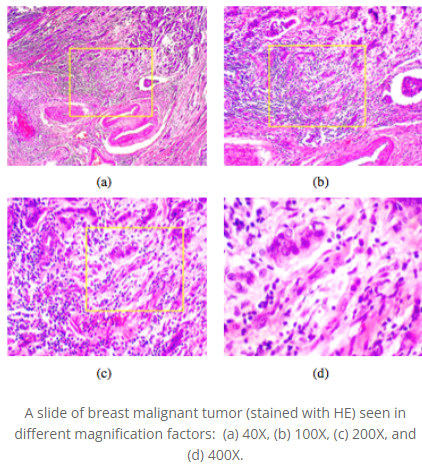 (a)
(b)
(c)
(d)
A slide of breast malignant tumor (stained with HE) seen in
different magnification factors:  (a) 40X, (b) 100X, (c) 200X, and
(d) 400X.